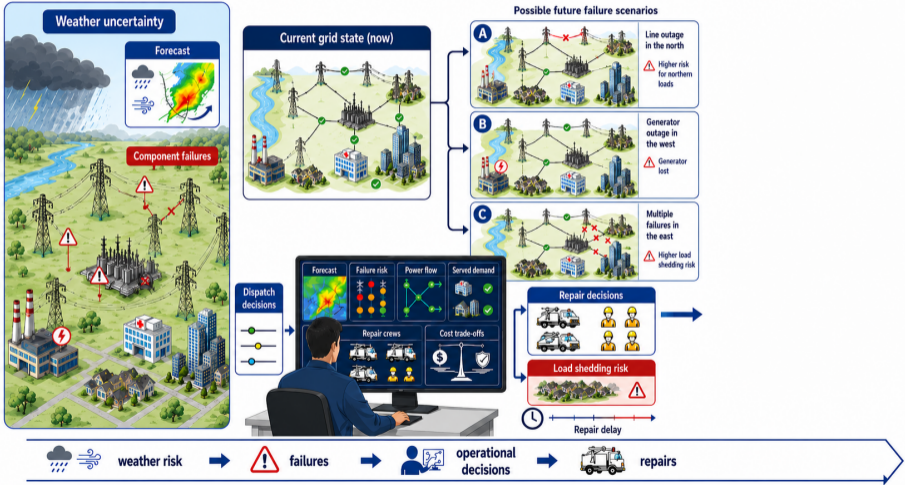 Weather uncertainty
Forecast
Component failures
Current grid state (now)
Possible future failure scenarios
A
Line outage
in the north
Higher risk
for northern
loads
B
Generator
outage in
the west
Generator
lost
C
Multiple
failures in
the east
Higher load
shedding risk
Dispatch
decisions
Forecast
Failure risk
Power flow
Served demand
Repair crews
Cost trade-offs
$
Repair decisions
Load shedding risk
Repair delay
weather risk
failures
operational
decisions
repairs